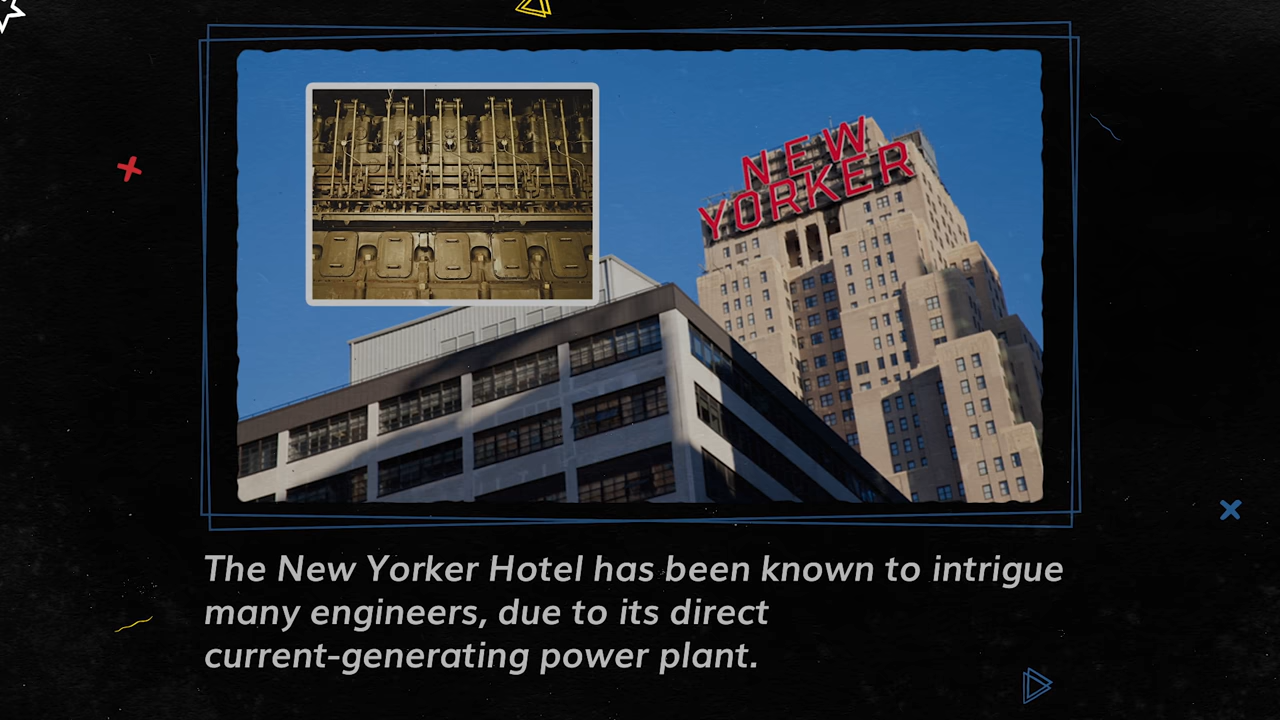 NEW
YORKER
The New Yorker Hotel has been known to intrigue
many engineers, due to its direct
current-generating power plant.